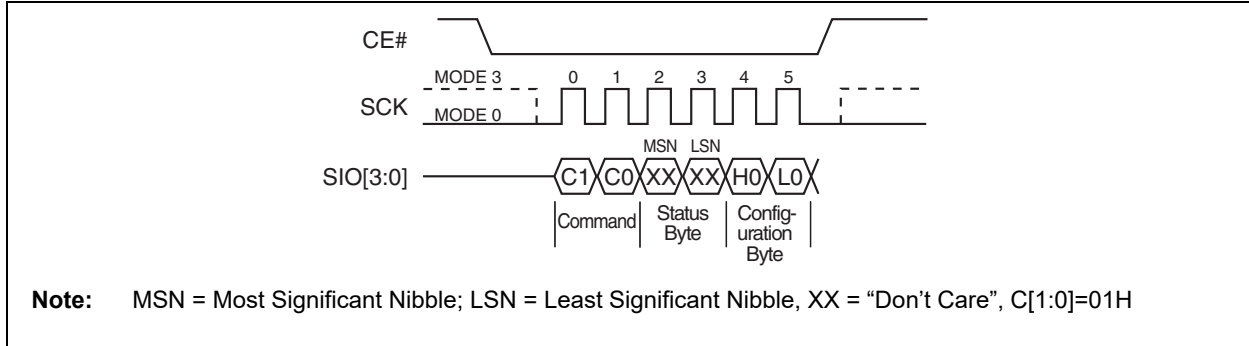 CE#
MODE 3 0 1 2 3 4 5
SCK
MODE 0
MSN LSN
SIO[3:0] C1 C0 XX XX H0 L0
Command Status Byte Config-uration Byte
Note: MSN = Most Significant Nibble; LSN = Least Significant Nibble, XX = “Don’t Care”, C[1:0]=01H